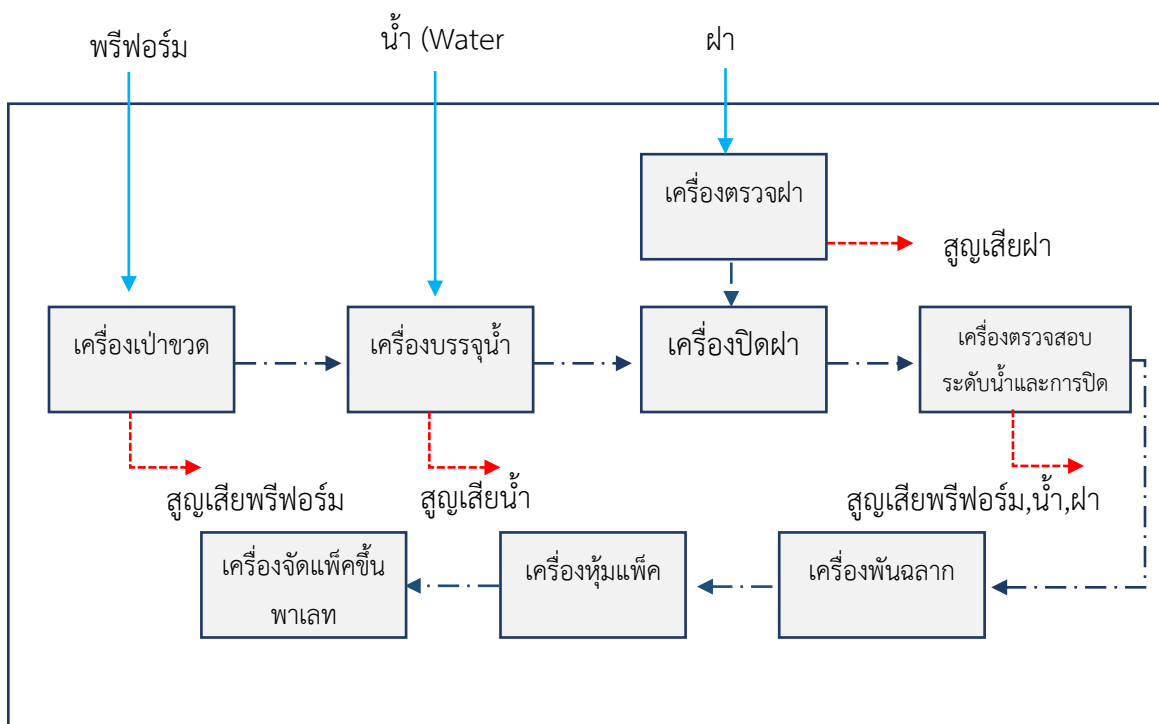 พรีฟอร์ม
น้ำ (Water
ฝา
เครื่องตรวจฝา
สูญเสียฝา
เครื่องเป่าขวด
เครื่องบรรจุน้ำ
เครื่องปิดฝา
เครื่องตรวจสอบ
ระดับน้ำและการปิด
สูญเสียพรีฟอร์ม
สูญเสียน้ำ
สูญเสียพรีฟอร์ม,น้ำ,ฝา
เครื่องจัดแพ็คขึ้น
พาเลท
เครื่องหุ้มแพ็ค
เครื่องพันฉลาก